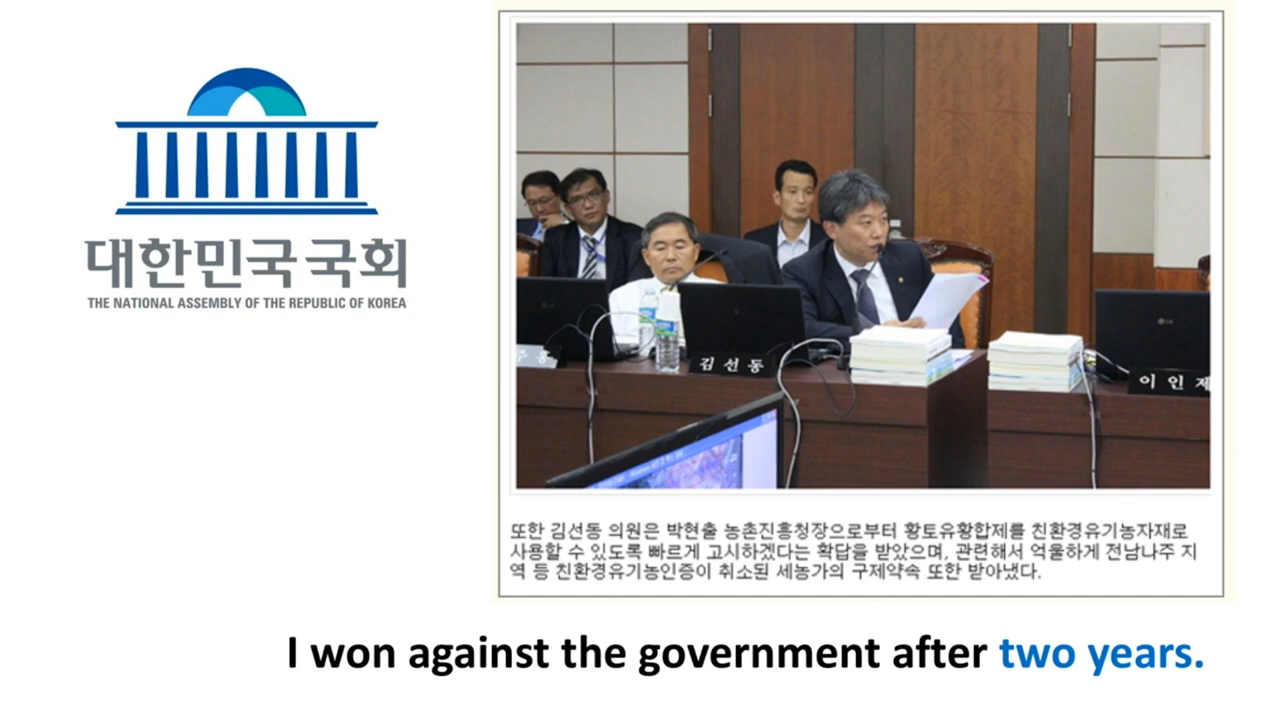 대한민국국회
THE NATIONAL ASSEMBLY OF THE REPUBLIC OF KOREA
주홍
김선동
이인제
LG
또한 김선동 의원은 박현출 농촌진흥청장으로부터 황토유황합제를 친환경유기농자재로
사용할 수 있도록 빠르게 고시하겠다는 확답을 받았으며, 관련해서 억울하게 전남나주 지
역 등 친환경유기농인증이 취소된 세농가의 구제약속 또한 받아냈다.
I won against the government after two years.